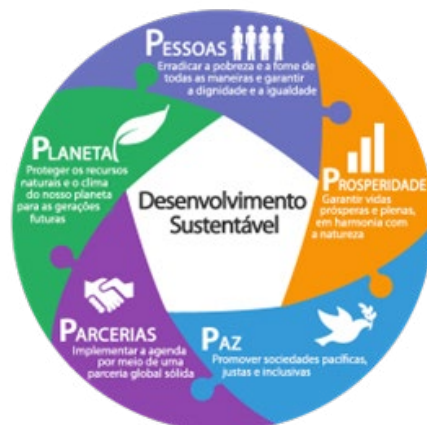 PESSOAS
Erradicar a pobreza e a fome de
todas as maneiras e garantir
a dignidade e a igualdade
PROSPERIDADE
Garantir vidas
prósperas e plenas,
em harmonia com
a natureza
PAZ
Promover sociedades pacíficas,
justas e inclusivas
PARCERIAS
Implementar a agenda
por meio de uma
parceria global sólida
PLANETA
Proteger os recursos
naturais e o clima
do nosso planeta
para as gerações
futuras
Desenvolvimento
Sustentável